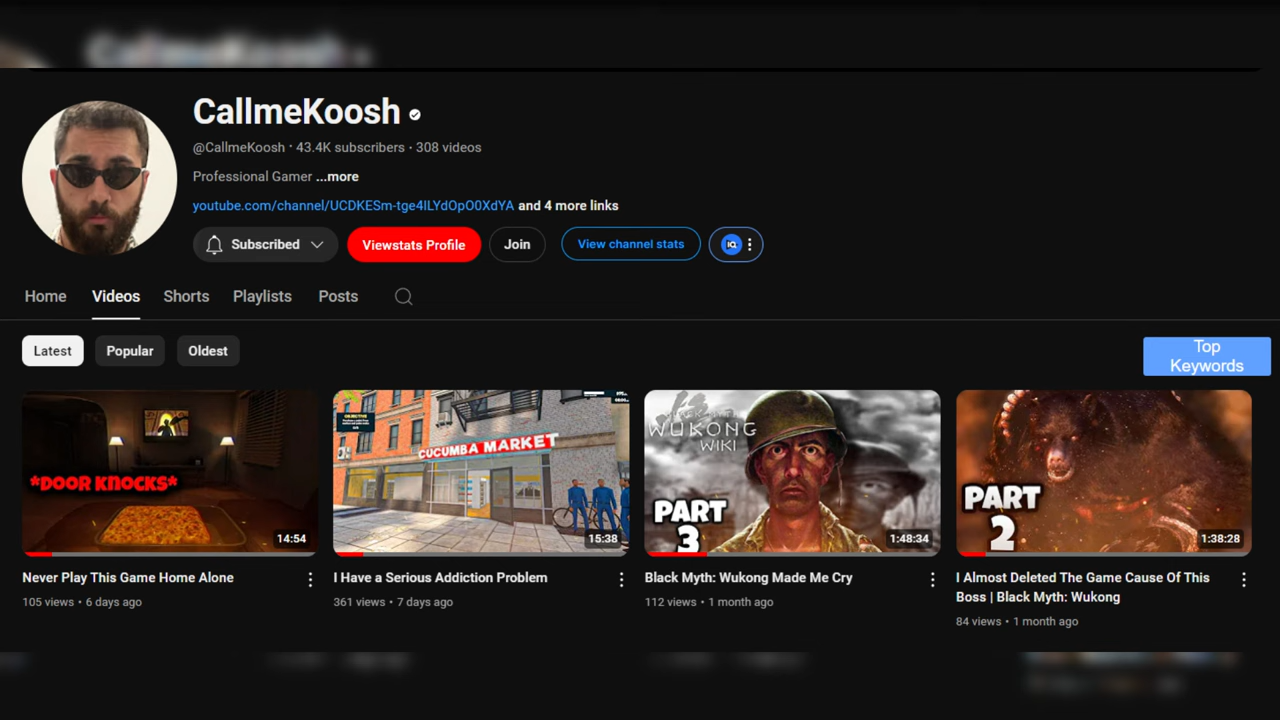 CallmeKoosh
CallmeKoosh
@CallmeKoosh · 43.4K subscribers · 308 videos
Professional Gamer ...more
youtube.com/channel/UCDKESm-tge4ILYdOpO0XdYA and 4 more links
Subscribed
Viewstats Profile
Join
View channel stats
IQ
Home
Videos
Shorts
Playlists
Posts
Latest
Popular
Oldest
Top
Keywords
*DOOR KNOCKS*
14:54
OBJECTIVE
CUCUMBA MARKET
15:38
WUKONG
WIKI
PART
3
1:48:34
PART
2
1:38:28
Never Play This Game Home Alone
105 views • 6 days ago
I Have a Serious Addiction Problem
361 views • 7 days ago
Black Myth: Wukong Made Me Cry
112 views • 1 month ago
I Almost Deleted The Game Cause Of This
Boss | Black Myth: Wukong
84 views • 1 month ago